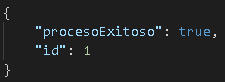 {
    "procesoExitoso": true,
    "id": 1
}